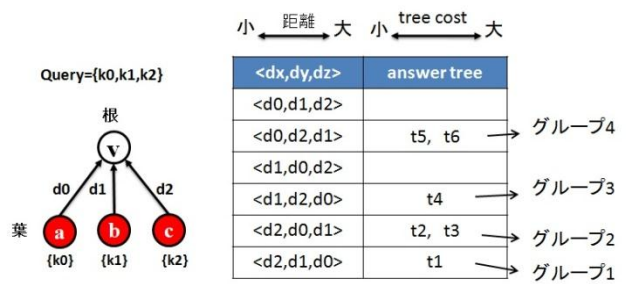 小 距離 大 小 tree cost 大
Query={k0,k1,k2}
根
v
d0 d1 d2
葉 a b c
{k0} {k1} {k2}
<dx,dy,dz> answer tree
<d0,d1,d2>
<d0,d2,d1> t5, t6 グループ4
<d1,d0,d2>
<d1,d2,d0> t4 グループ3
<d2,d0,d1> t2, t3 グループ2
<d2,d1,d0> t1 グループ1